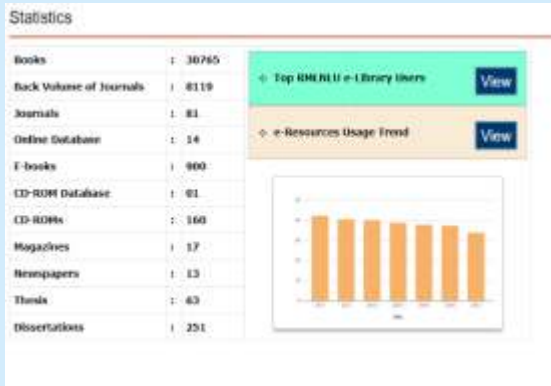 Statistics
Books : 30765
Back Volume of Journals : 8119
Journals : 81
Online Database : 14
E-books : 900
CD-ROM Database : 01
CD-ROMs : 160
Magazines : 17
Newspapers : 13
Thesis : 63
Dissertations : 251
Top RMLNLU e-Library Users View
e-Resources Usage Trend View